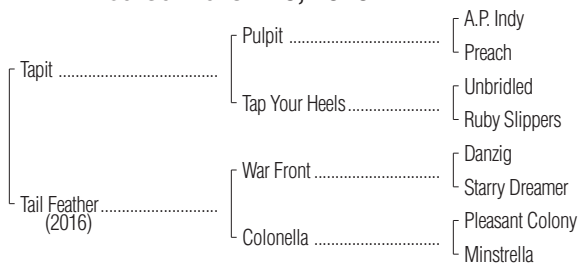 Tapit ..........................................
Tail Feather ..............................
(2016)
Pulpit ........................................
Tap Your Heels ........................
War Front .................................
Colonella .................................
A.P. Indy
Preach
Unbridled
Ruby Slippers
Danzig
Starry Dreamer
Pleasant Colony
Minstrella